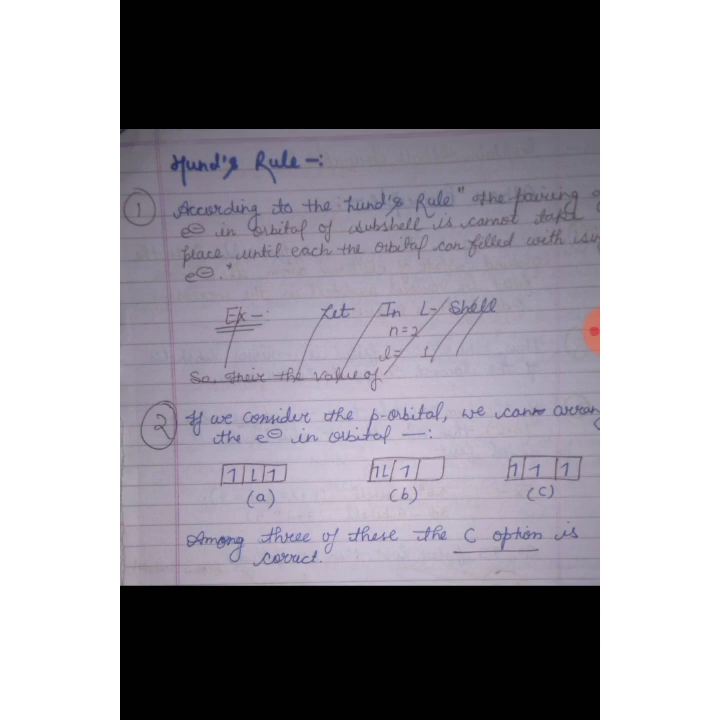 Hund's Rule -:
① According to the hund's Rule "the pairing
e⊖ in orbital of subshell is cannot take
place until each the orbital can filled with
e⊖."
Ex -: Let In L- Shell
n=2
l= 1
So, their the value of
② If we consider the p-orbital, we can arran
the e⊖ in orbital —:
1 L 1 1L 1 1 1 1
(a) (b) (C)
Among three of these the C option is
correct.